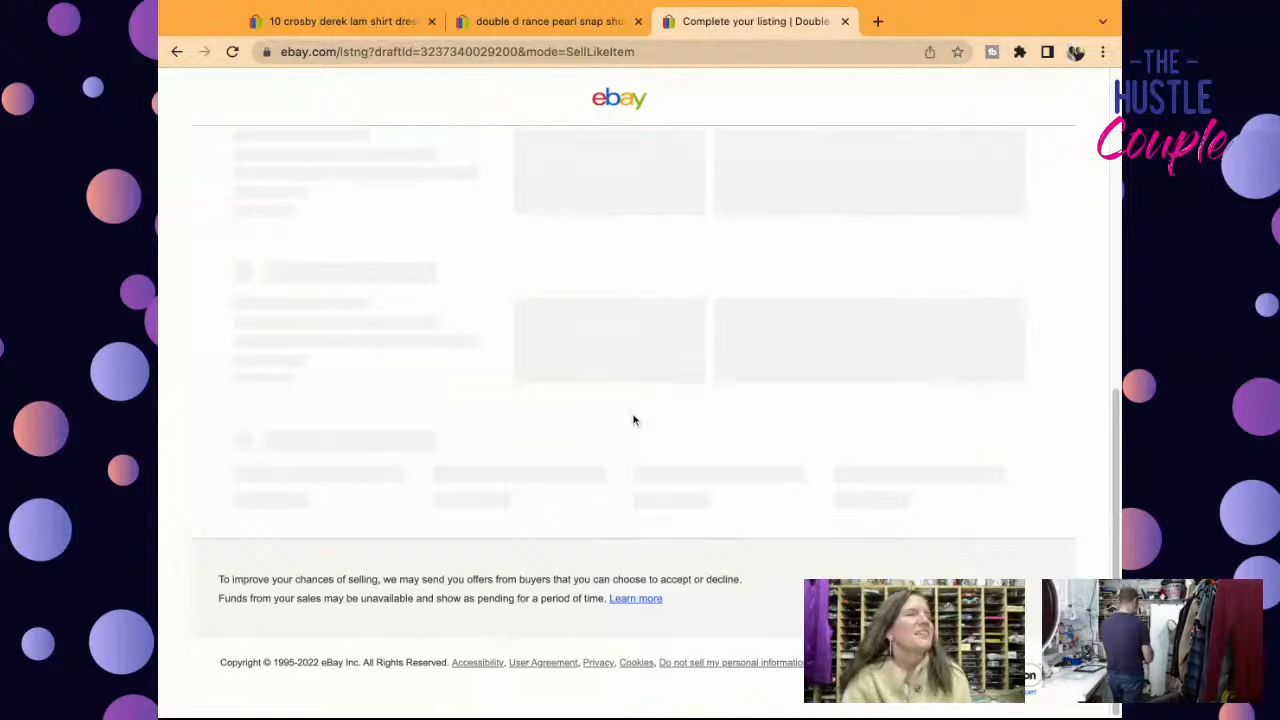 10 crosby derek lam shirt dres
double d rance pearl snap sho
Complete your listing | Double
ebay.com/lstng?draftid=3237340029200&mode=SellLikeItem
THE
HUSTLE
Couple
ebay
To improve your chances of selling, we may send you offers from buyers that you can choose to accept or decline.
Funds from your sales may be unavailable and show as pending for a period of time. Learn more
Copyright © 1995-2022 eBay Inc. All Rights Reserved. Accessibility, User Agreement, Privacy, Cookies, Do not sell my personal informatio